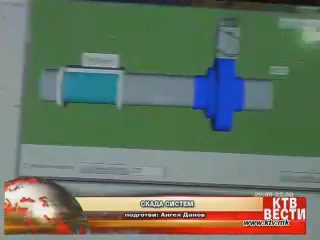 СКАДА СИСТЕМ
подготви: Ангел Данов
КТВ
ВЕСТИ
www.ktv.mk